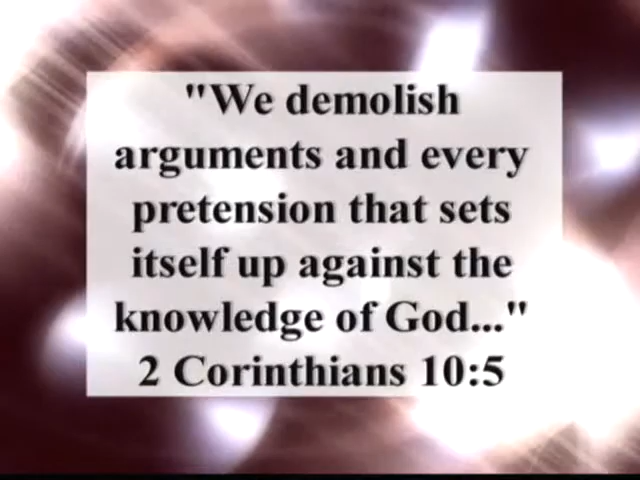 "We demolish
arguments and every
pretension that sets
itself up against the
knowledge of God..."
2 Corinthians 10:5